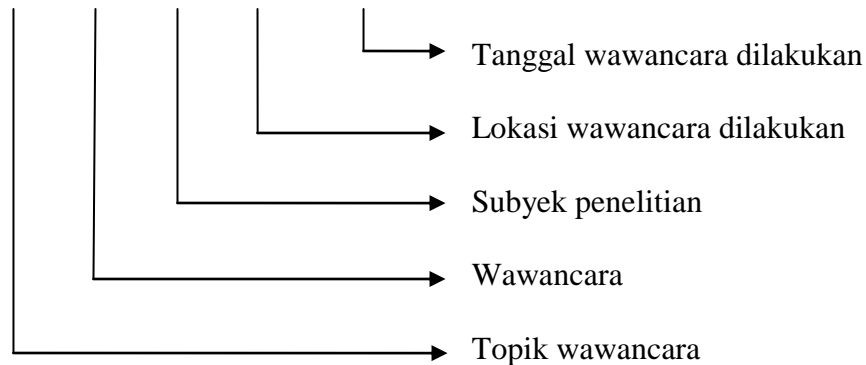 Tanggal wawancara dilakukan
Lokasi wawancara dilakukan
Subyek penelitian
Wawancara
Topik wawancara